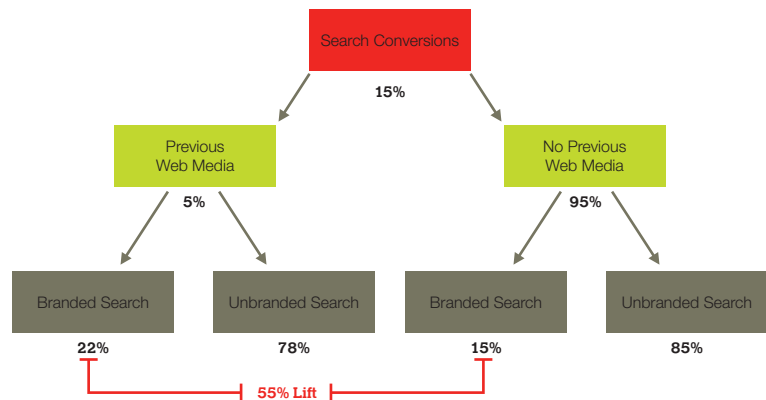 Search Conversions
15%
Previous
Web Media
No Previous
Web Media
5%
95%
Branded Search
Unbranded Search
Branded Search
Unbranded Search
22%
78%
15%
85%
55% Lift